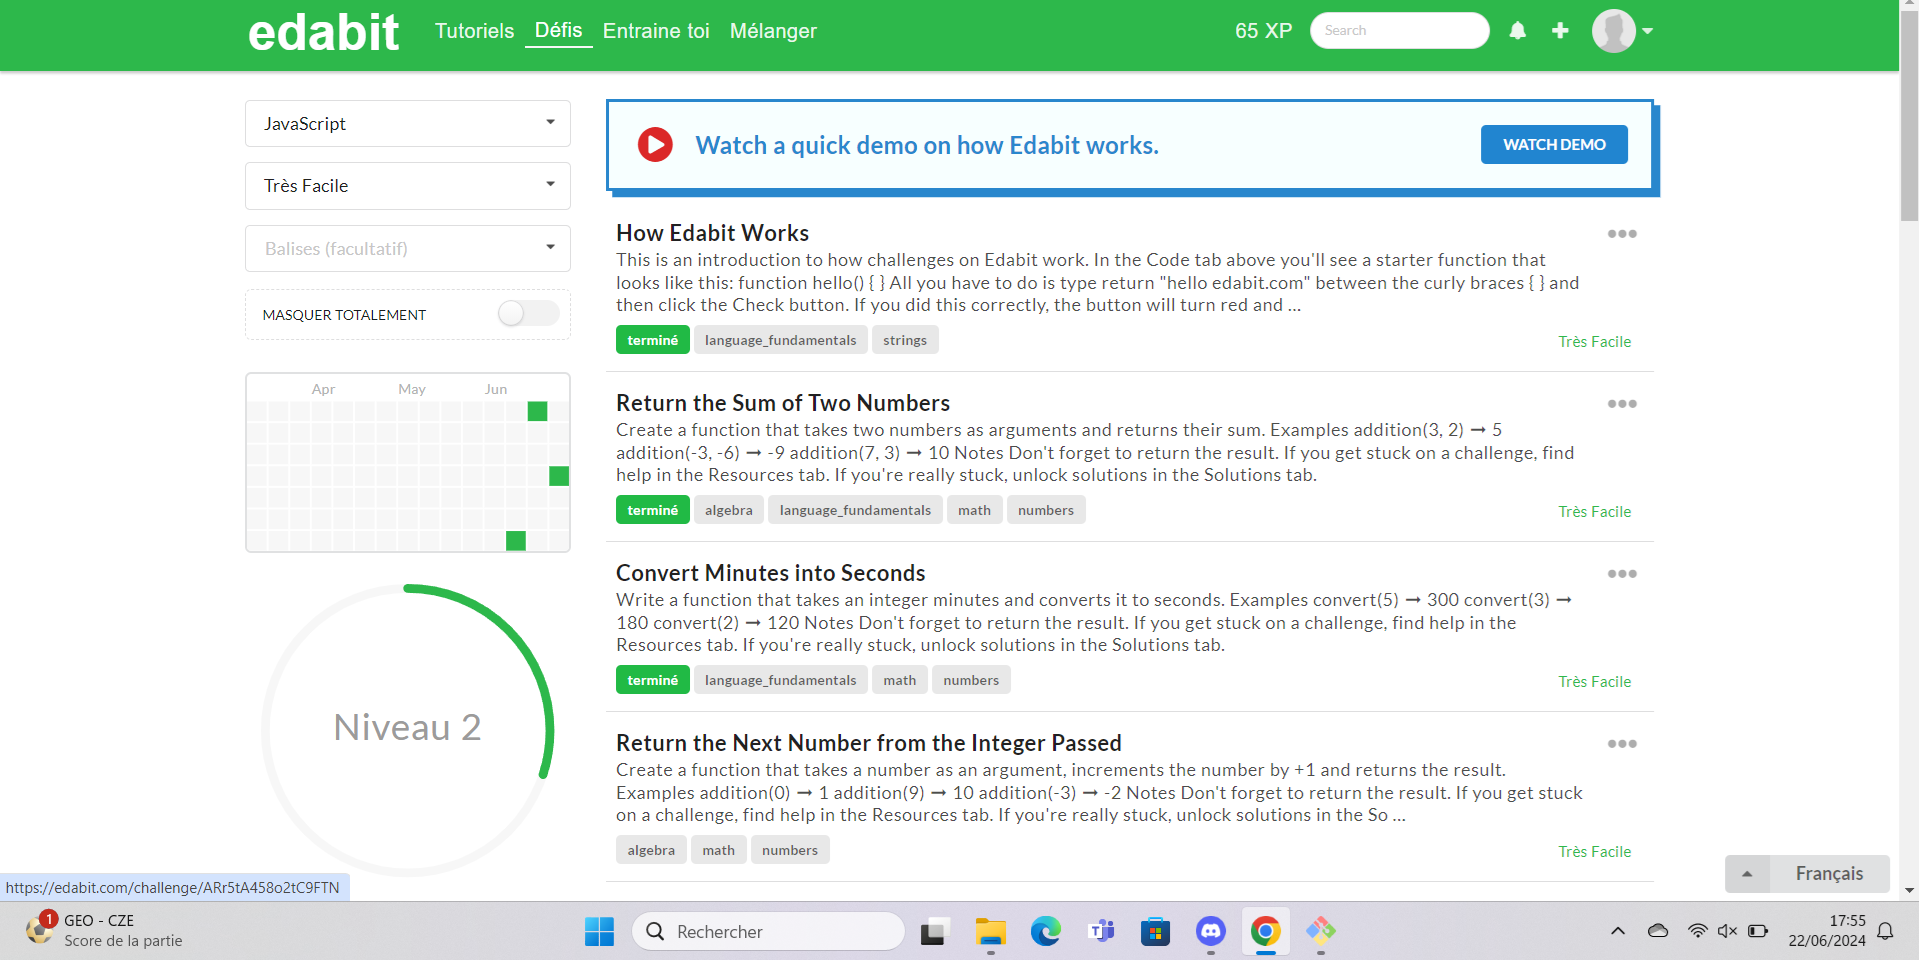 edabit Tutoriels Défis Entraine toi Mélanger 65 XP Search
JavaScript
Très Facile
Balises (facultatif)
MASQUER TOTALEMENT
Apr May Jun
Niveau 2
Watch a quick demo on how Edabit works. WATCH DEMO
How Edabit Works
This is an introduction to how challenges on Edabit work. In the Code tab above you'll see a starter function that
looks like this: function hello() { } All you have to do is type return "hello edabit.com" between the curly braces { } and
then click the Check button. If you did this correctly, the button will turn red and ...
terminé language_fundamentals strings Très Facile
Return the Sum of Two Numbers
Create a function that takes two numbers as arguments and returns their sum. Examples addition(3, 2) ➞ 5
addition(-3, -6) ➞ -9 addition(7, 3) ➞ 10 Notes Don't forget to return the result. If you get stuck on a challenge, find
help in the Resources tab. If you're really stuck, unlock solutions in the Solutions tab.
terminé algebra language_fundamentals math numbers Très Facile
Convert Minutes into Seconds
Write a function that takes an integer minutes and converts it to seconds. Examples convert(5) ➞ 300 convert(3) ➞
180 convert(2) ➞ 120 Notes Don't forget to return the result. If you get stuck on a challenge, find help in the
Resources tab. If you're really stuck, unlock solutions in the Solutions tab.
terminé language_fundamentals math numbers Très Facile
Return the Next Number from the Integer Passed
Create a function that takes a number as an argument, increments the number by +1 and returns the result.
Examples addition(0) ➞ 1 addition(9) ➞ 10 addition(-3) ➞ -2 Notes Don't forget to return the result. If you get stuck
on a challenge, find help in the Resources tab. If you're really stuck, unlock solutions in the So ...
algebra math numbers Très Facile
Français
https://edabit.com/challenge/ARr5tA458o2tC9FTN
1 GEO - CZE
Score de la partie
Rechercher
17:55
22/06/2024